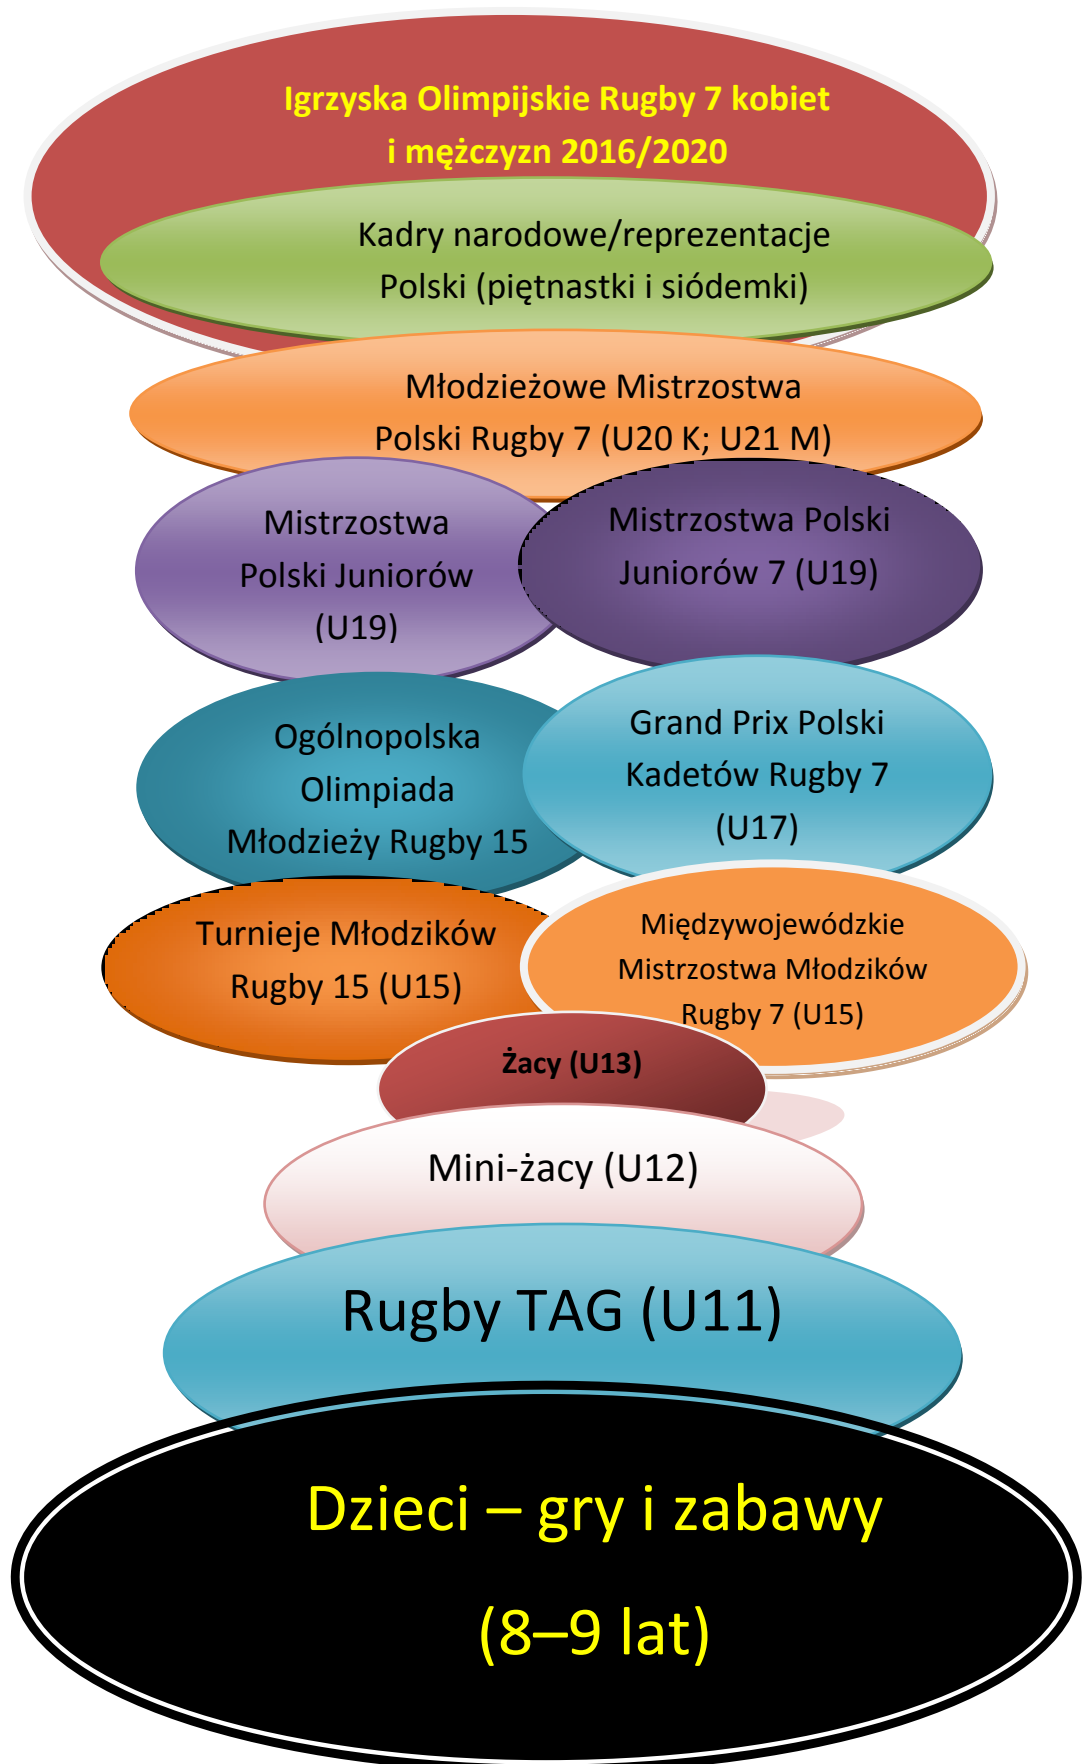 Igrzyska Olimpijskie Rugby 7 kobiet
i mężczyzn 2016/2020
Kadry narodowe/reprezentacje
Polski (piętnastki i siódemki)
Młodzieżowe Mistrzostwa
Polski Rugby 7 (U20 K; U21 M)
Mistrzostwa
Polski Juniorów
(U19)
Mistrzostwa Polski
Juniorów 7 (U19)
Ogólnopolska
Olimpiada
Młodzieży Rugby 15
Grand Prix Polski
Kadetów Rugby 7
(U17)
Turnieje Młodzików
Rugby 15 (U15)
Międzywojewódzkie
Mistrzostwa Młodzików
Rugby 7 (U15)
Żacy (U13)
Mini-żacy (U12)
Rugby TAG (U11)
Dzieci – gry i zabawy
(8–9 lat)